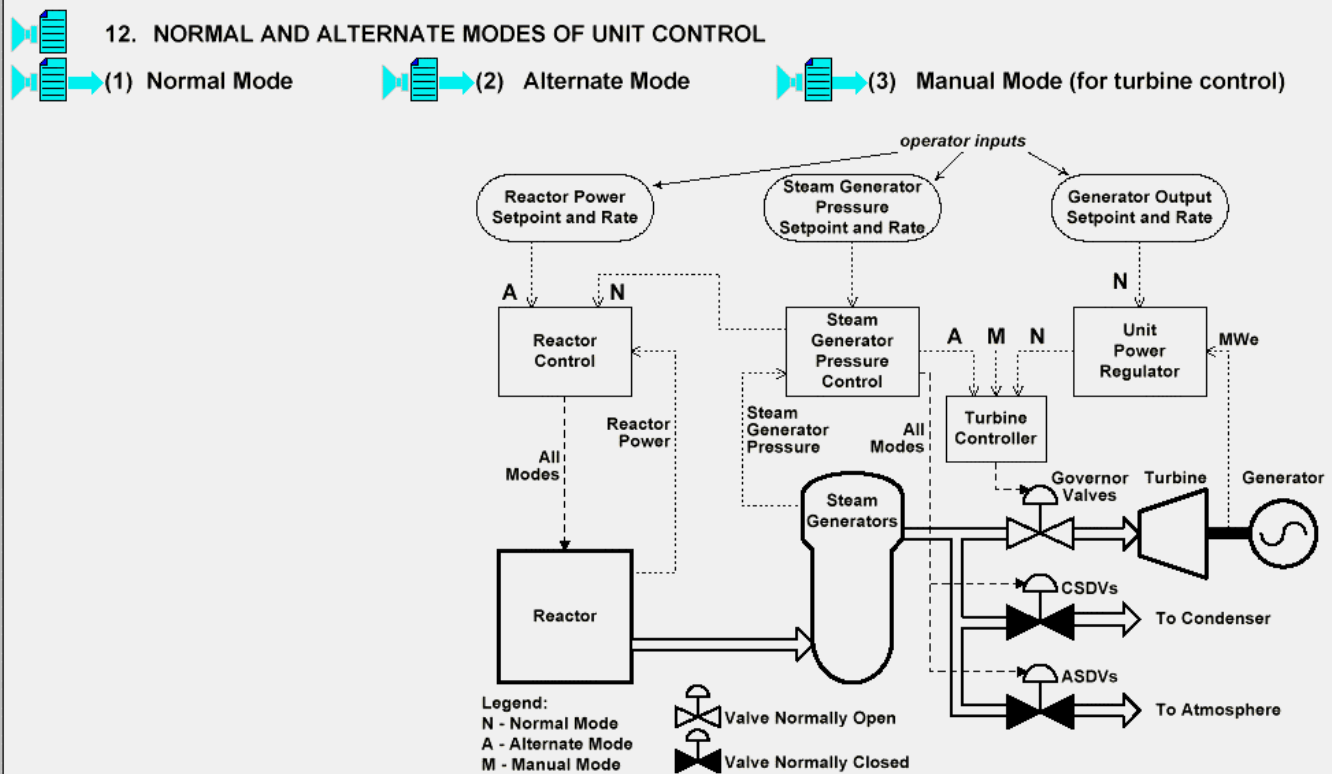 12. NORMAL AND ALTERNATE MODES OF UNIT CONTROL
(1) Normal Mode
(2) Alternate Mode
(3) Manual Mode (for turbine control)
operator inputs
Reactor Power
Setpoint and Rate
Steam Generator
Pressure
Setpoint and Rate
Generator Output
Setpoint and Rate
A
N
N
Reactor
Control
Steam
Generator
Pressure
Control
A
M
N
Unit
Power
Regulator
MWe
Reactor
Power
Steam
Generator
Pressure
All
Modes
Turbine
Controller
All
Modes
Governor
Valves
Turbine
Generator
Steam
Generators
Reactor
CSDVs
To Condenser
ASDVs
To Atmosphere
Legend:
N - Normal Mode
A - Alternate Mode
M - Manual Mode
Valve Normally Open
Valve Normally Closed